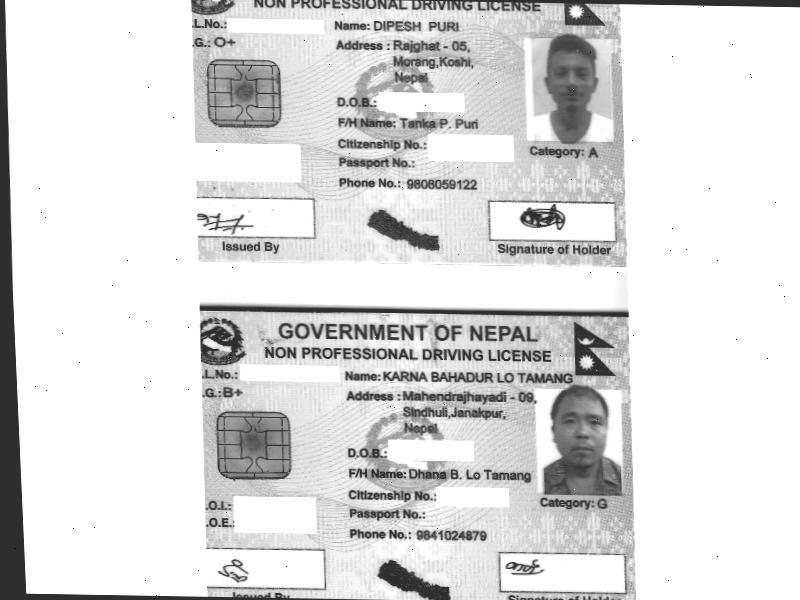 NON PROFESSIONAL DRIVING LICENSE
.L.No.:
Name: DIPESH PURI
.G.: O+
Address : Rajghat - 05,
Morang,Koshi,
Nepal
D.O.B.:
F/H Name: Tanka P. Puri
Citizenship No.:
Category: A
Passport No.:
Phone No.: 9806059122
Issued By
Signature of Holder
GOVERNMENT OF NEPAL
NON PROFESSIONAL DRIVING LICENSE
.L.No.:
Name: KARNA BAHADUR LO TAMANG
.G.: B+
Address : Mahendrajhayadi - 09,
Sindhuli,Janakpur,
Nepal
D.O.B.:
F/H Name: Dhana B. Lo Tamang
Citizenship No.:
.O.I.:
Category: G
Passport No.:
.O.E.:
Phone No.: 9841024879
Issued By
Signature of Holder